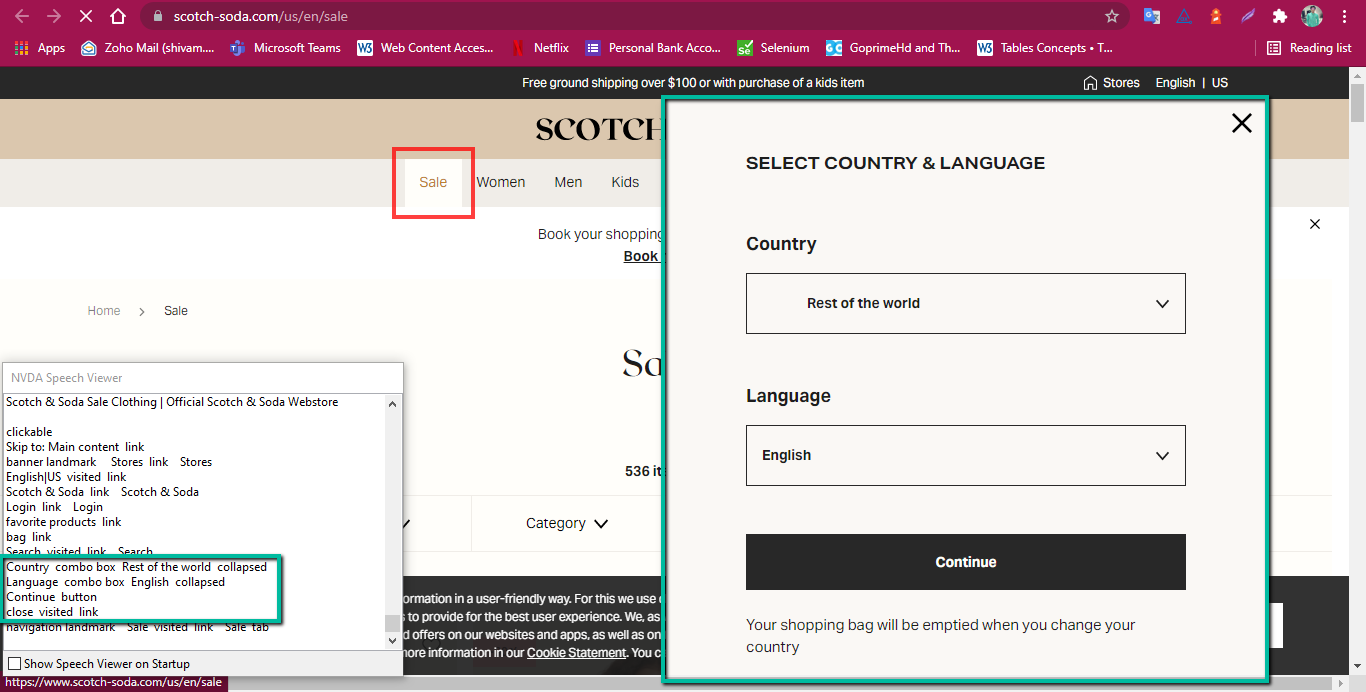 scotch-soda.com/us/en/sale
Apps
Zoho Mail (shivam....
Microsoft Teams
Web Content Acces...
Netflix
Personal Bank Acco...
Selenium
GoprimeHd and Th...
Tables Concepts • T...
Reading list
Free ground shipping over $100 or with purchase of a kids item
Stores
English | US
SCOTCH
Sale
Women
Men
Kids
Book your shopping
Book
Home
Sale
Sa
536 it
Category
ormation in a user-friendly way. For this we use
to provide for the best user experience. We, as
d offers on our websites and apps, as well as on
ore information in our Cookie Statement. You c
SELECT COUNTRY & LANGUAGE
Country
Rest of the world
Language
English
Continue
Your shopping bag will be emptied when you change your
country
NVDA Speech Viewer
Scotch & Soda Sale Clothing | Official Scotch & Soda Webstore
clickable
Skip to: Main content link
banner landmark Stores link Stores
English|US visited link
Scotch & Soda link Scotch & Soda
Login link Login
favorite products link
bag link
Search visited link Search
Country combo box Rest of the world collapsed
Language combo box English collapsed
Continue button
close visited link
navigation landmark Sale visited link Sale tab
Show Speech Viewer on Startup
https://www.scotch-soda.com/us/en/sale